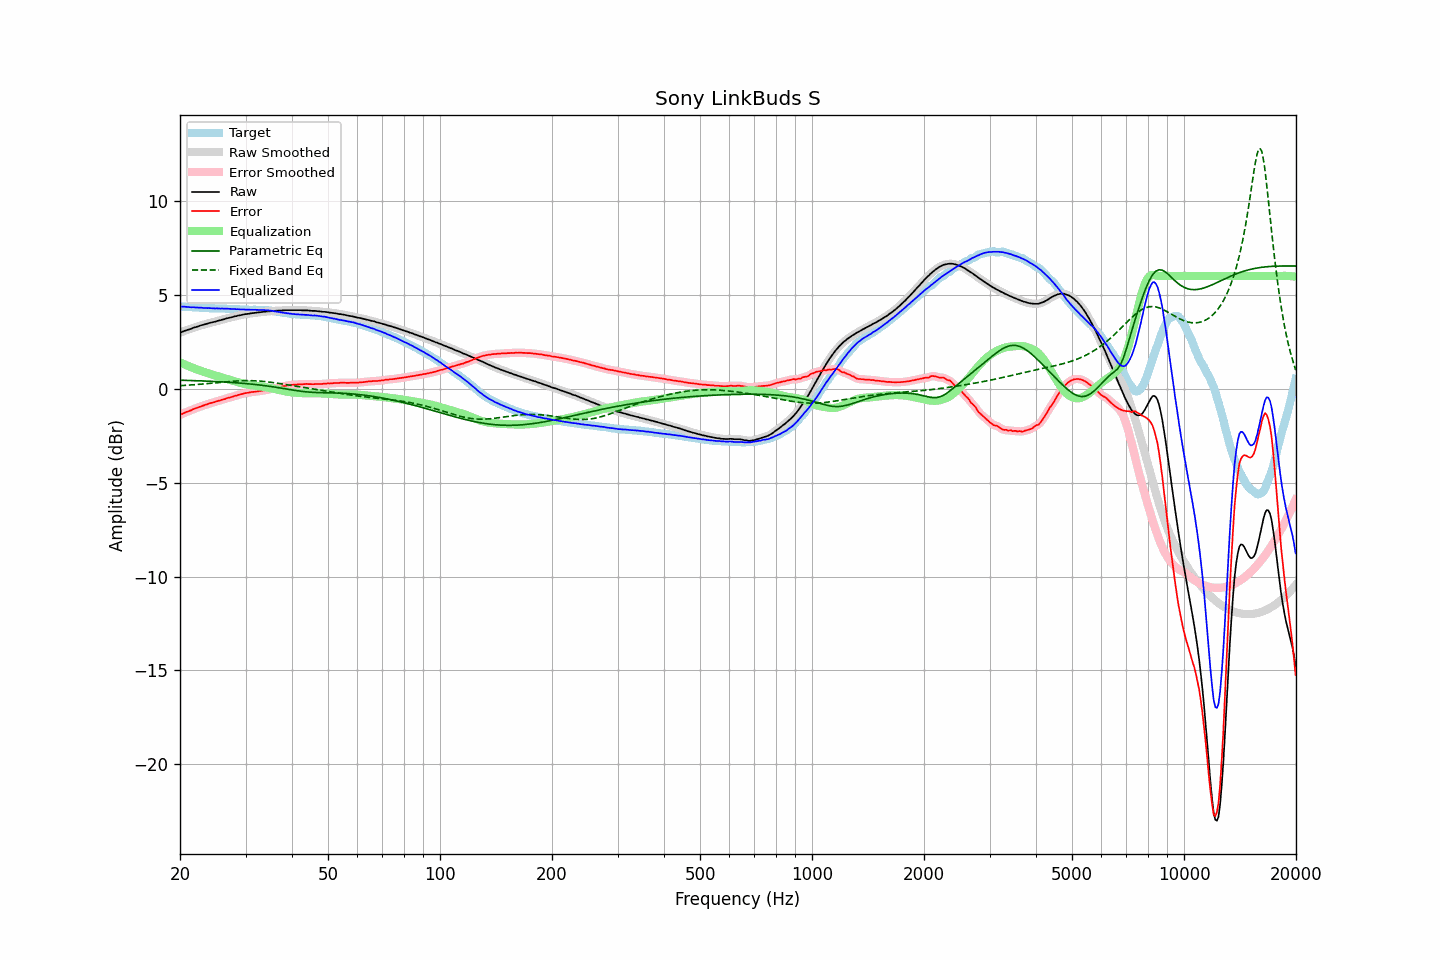 Sony LinkBuds S
Target
Raw Smoothed
Error Smoothed
Raw
Error
Equalization
Parametric Eq
Fixed Band Eq
Equalized
10
5
0
−5
−10
−15
−20
Amplitude (dBr)
20 50 100 200 500 1000 2000 5000 10000 20000
Frequency (Hz)